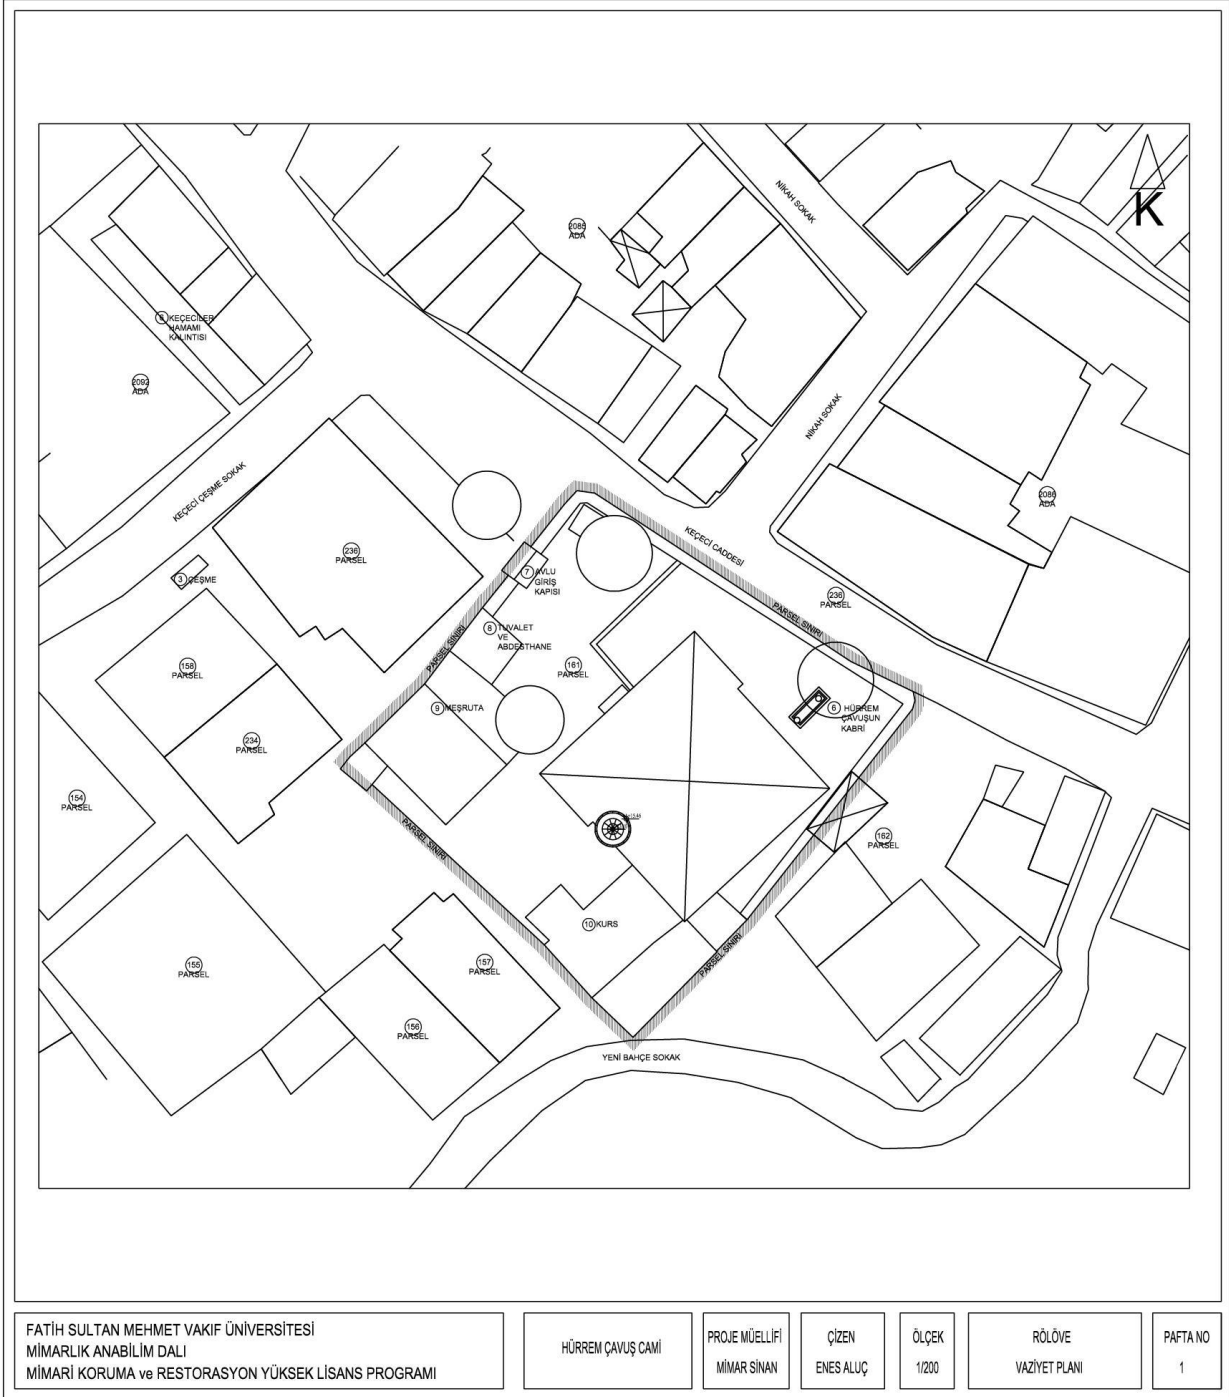 NİKAH SOKAK
K
2085
ADA
6 KEÇECİLER
HAMAMI
KALINTISI
2092
ADA
NİKAH SOKAK
KEÇECİ ÇEŞME SOKAK
2086
ADA
KEÇECİ CADDESİ
236
PARSEL
3 ÇEŞME
7 AVLU
GİRİŞ
KAPISI
236
PARSEL
PARSEL SINIRI
8 TUVALET
VE
ABDESTHANE
PARSEL SINIRI
158
PARSEL
161
PARSEL
9 MEŞRUTA
6 HÜRREM
ÇAVUŞUN
KABRİ
234
PARSEL
154
PARSEL
PARSEL SINIRI
162
PARSEL
10 KURS
PARSEL SINIRI
155
PARSEL
157
PARSEL
156
PARSEL
YENİ BAHÇE SOKAK
FATİH SULTAN MEHMET VAKIF ÜNİVERSİTESİ
MİMARLIK ANABİLİM DALI
MİMARİ KORUMA ve RESTORASYON YÜKSEK LİSANS PROGRAMI
HÜRREM ÇAVUŞ CAMİ
PROJE MÜELLİFİ
MİMAR SİNAN
ÇİZEN
ENES ALUÇ
ÖLÇEK
1/200
RÖLÖVE
VAZİYET PLANI
PAFTA NO
1